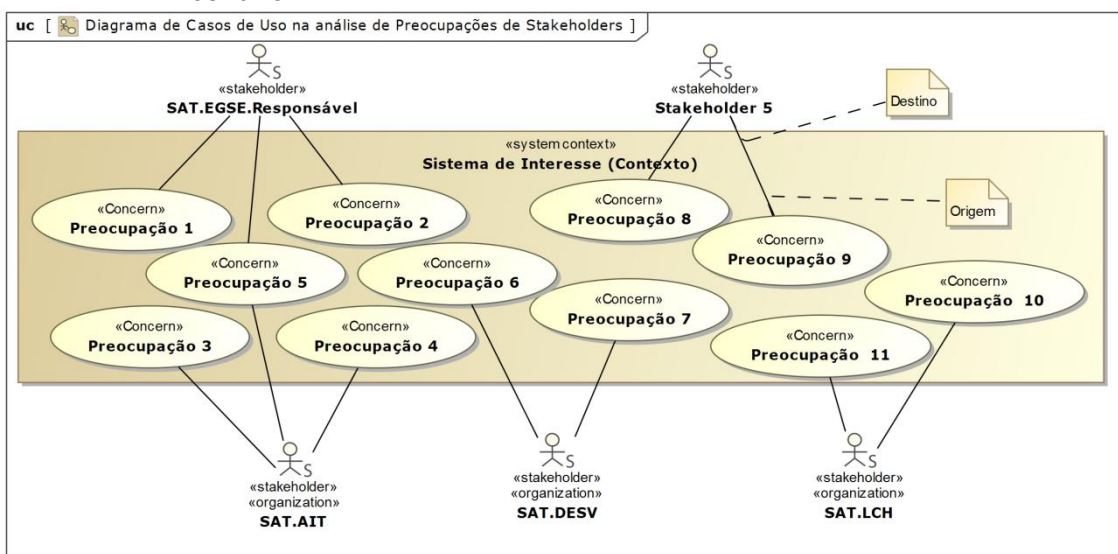 uc [ Diagrama de Casos de Uso na análise de Preocupações de Stakeholders ]
S
«stakeholder»
SAT.EGSE.Responsável
S
«stakeholder»
Stakeholder 5
Destino
«system context»
Sistema de Interesse (Contexto)
«Concern»
Preocupação 1
«Concern»
Preocupação 2
«Concern»
Preocupação 8
Origem
«Concern»
Preocupação 9
«Concern»
Preocupação 5
«Concern»
Preocupação 6
«Concern»
Preocupação 10
«Concern»
Preocupação 7
«Concern»
Preocupação 3
«Concern»
Preocupação 4
«Concern»
Preocupação 11
S
«stakeholder»
«organization»
SAT.AIT
S
«stakeholder»
«organization»
SAT.DESV
S
«stakeholder»
«organization»
SAT.LCH